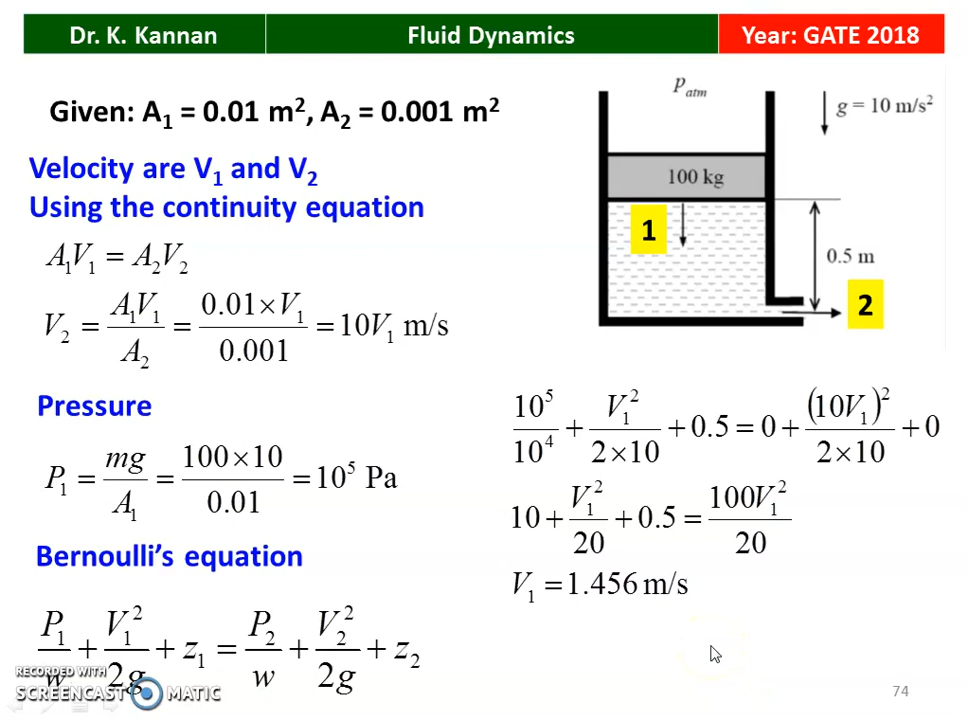 Dr. K. Kannan
Fluid Dynamics
Year: GATE 2018
Given: A₁ = 0.01 m², A₂ = 0.001 m²
Velocity are V₁ and V₂
Using the continuity equation
A₁V₁ = A₂V₂
V₂ = A₁V₁ / A₂ = 0.01×V₁ / 0.001 = 10V₁ m/s
Pressure
P₁ = mg / A₁ = 100×10 / 0.01 = 10⁵ Pa
Bernoulli’s equation
P₁/w + V₁²/2g + z₁ = P₂/w + V₂²/2g + z₂
p_atm
g = 10 m/s²
100 kg
1
0.5 m
2
10⁵/10⁴ + V₁²/(2×10) + 0.5 = 0 + (10V₁)²/(2×10) + 0
10 + V₁²/20 + 0.5 = 100V₁²/20
V₁ = 1.456 m/s
RECORDED WITH
SCREENCAST MATIC
74